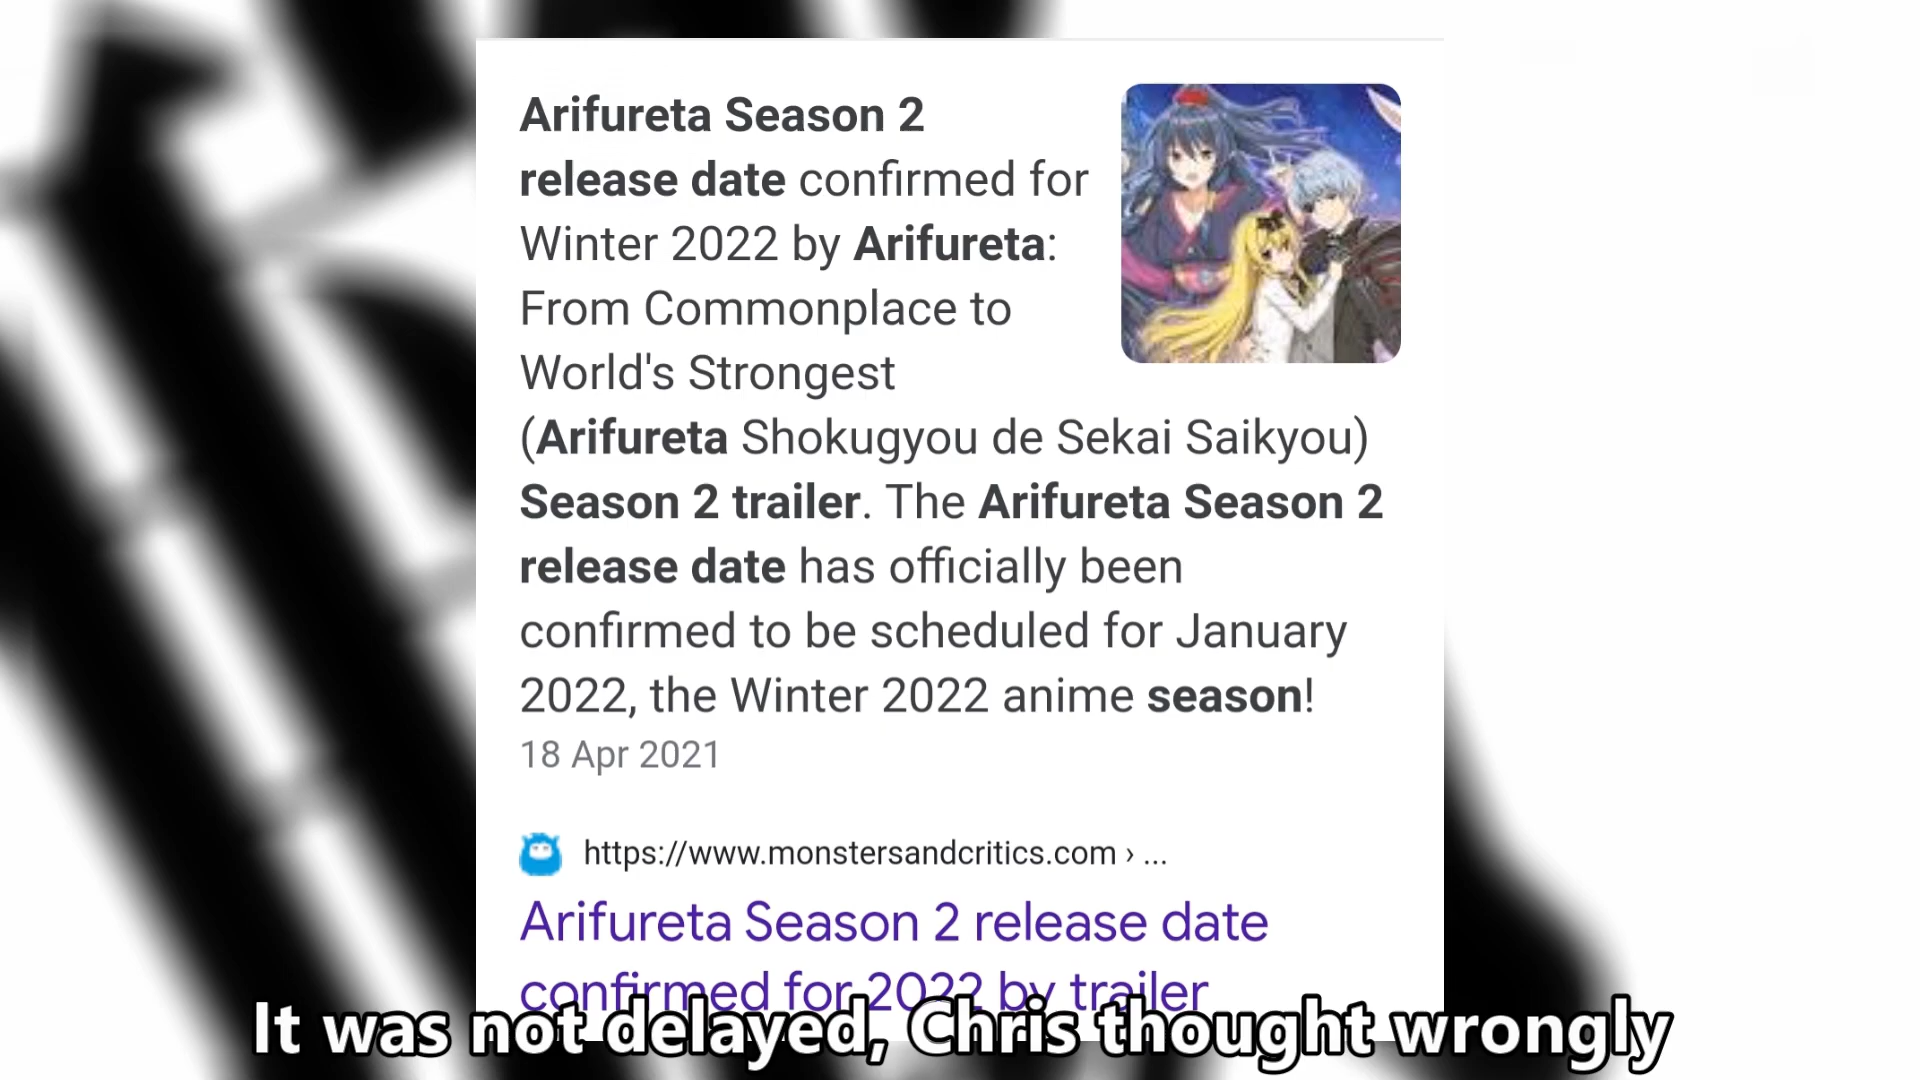 Arifureta Season 2
release date confirmed for
Winter 2022 by Arifureta:
From Commonplace to
World's Strongest
(Arifureta Shokugyou de Sekai Saikyou)
Season 2 trailer. The Arifureta Season 2
release date has officially been
confirmed to be scheduled for January
2022, the Winter 2022 anime season!
18 Apr 2021
https://www.monstersandcritics.com › ...
Arifureta Season 2 release date
confirmed for 2022 by trailer
It was not delayed, Chris thought wrongly